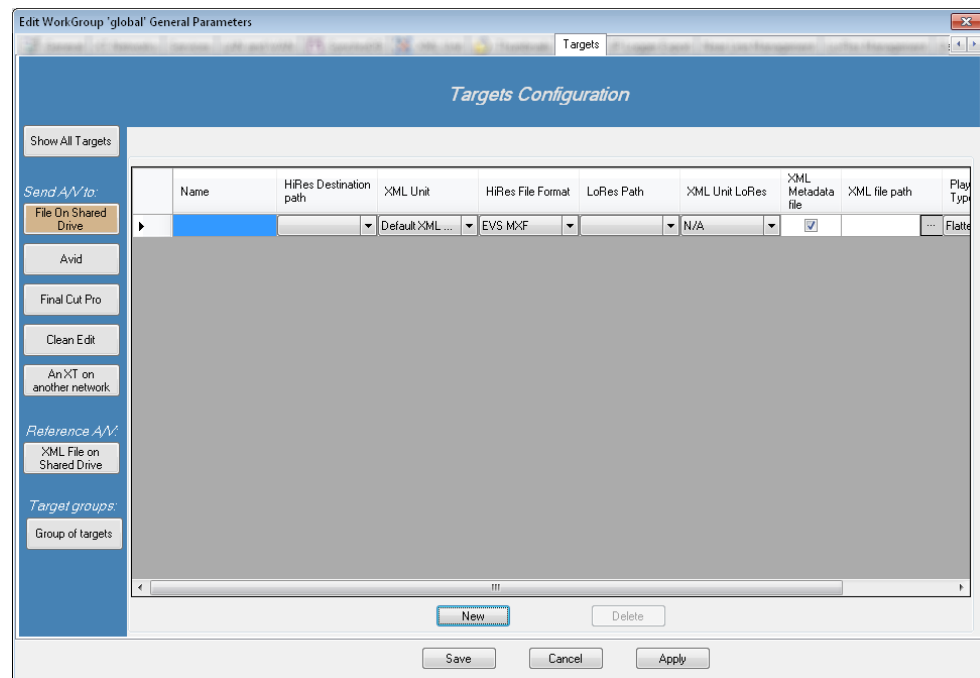 Edit WorkGroup 'global' General Parameters
Targets
Targets Configuration
Show All Targets
Send A/V to:
File On Shared
Drive
Avid
Final Cut Pro
Clean Edit
An XT on
another network
Reference A/V:
XML File on
Shared Drive
Target groups:
Group of targets
Name
HiRes Destination
path
XML Unit
HiRes File Format
LoRes Path
XML Unit LoRes
XML
Metadata
file
XML file path
Play
Type
Default XML ...
EVS MXF
N/A
...
Flatte
New
Delete
Save
Cancel
Apply